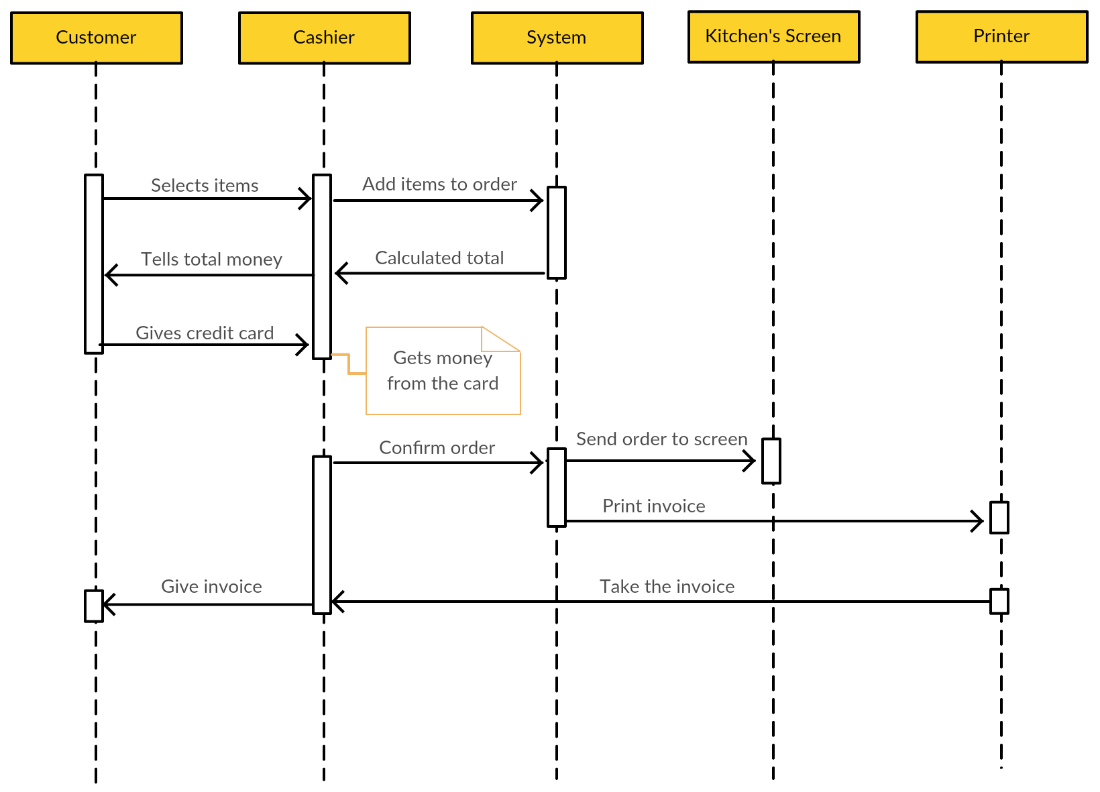 Customer
Cashier
System
Kitchen's Screen
Printer
Selects items
Add items to order
Tells total money
Calculated total
Gives credit card
Gets money
from the card
Confirm order
Send order to screen
Print invoice
Give invoice
Take the invoice